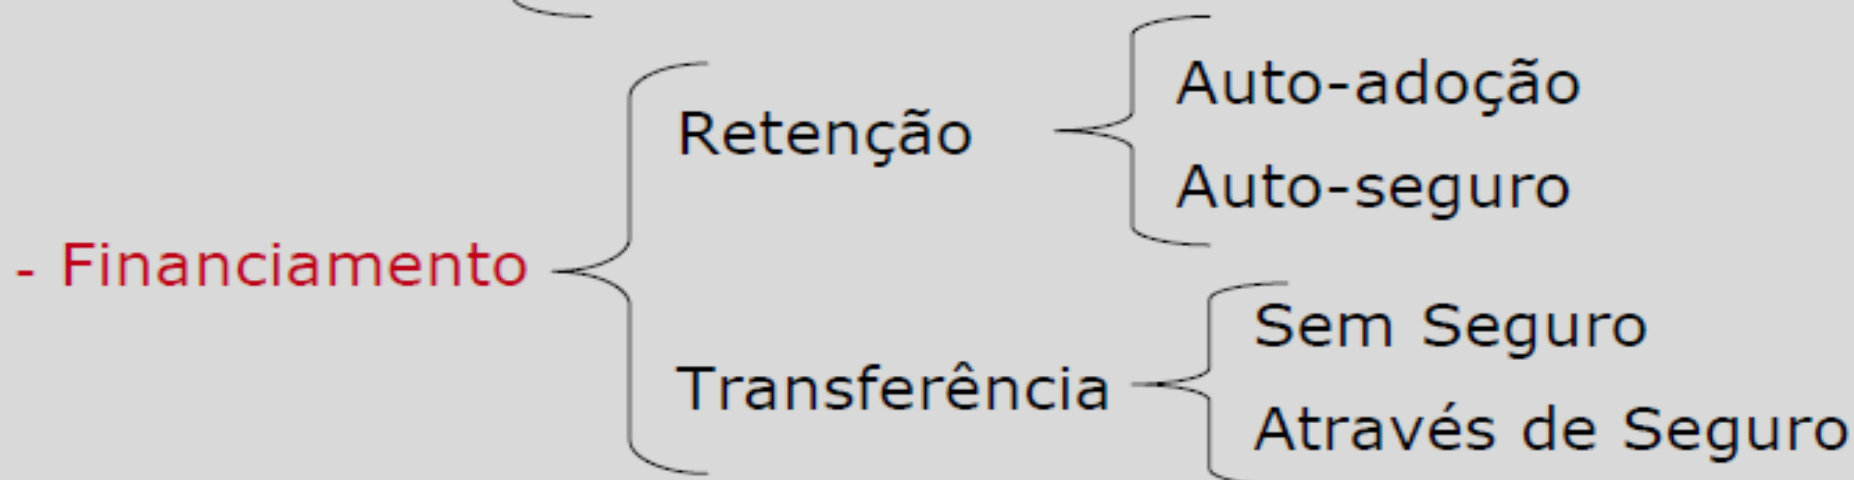 - Financiamento
Retenção
Auto-adoção
Auto-seguro
Transferência
Sem Seguro
Através de Seguro